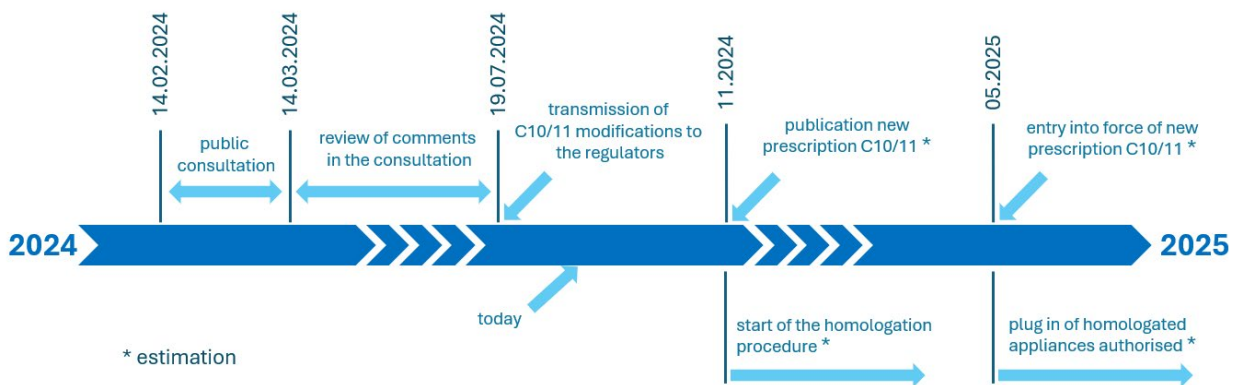 14.02.2024
14.03.2024
19.07.2024
11.2024
05.2025
public
consultation
review of comments
in the consultation
transmission of
C10/11 modifications to
the regulators
publication new
prescription C10/11 *
entry into force of new
prescription C10/11 *
2024
2025
today
start of the homologation
procedure *
plug in of homologated
appliances authorised *
* estimation